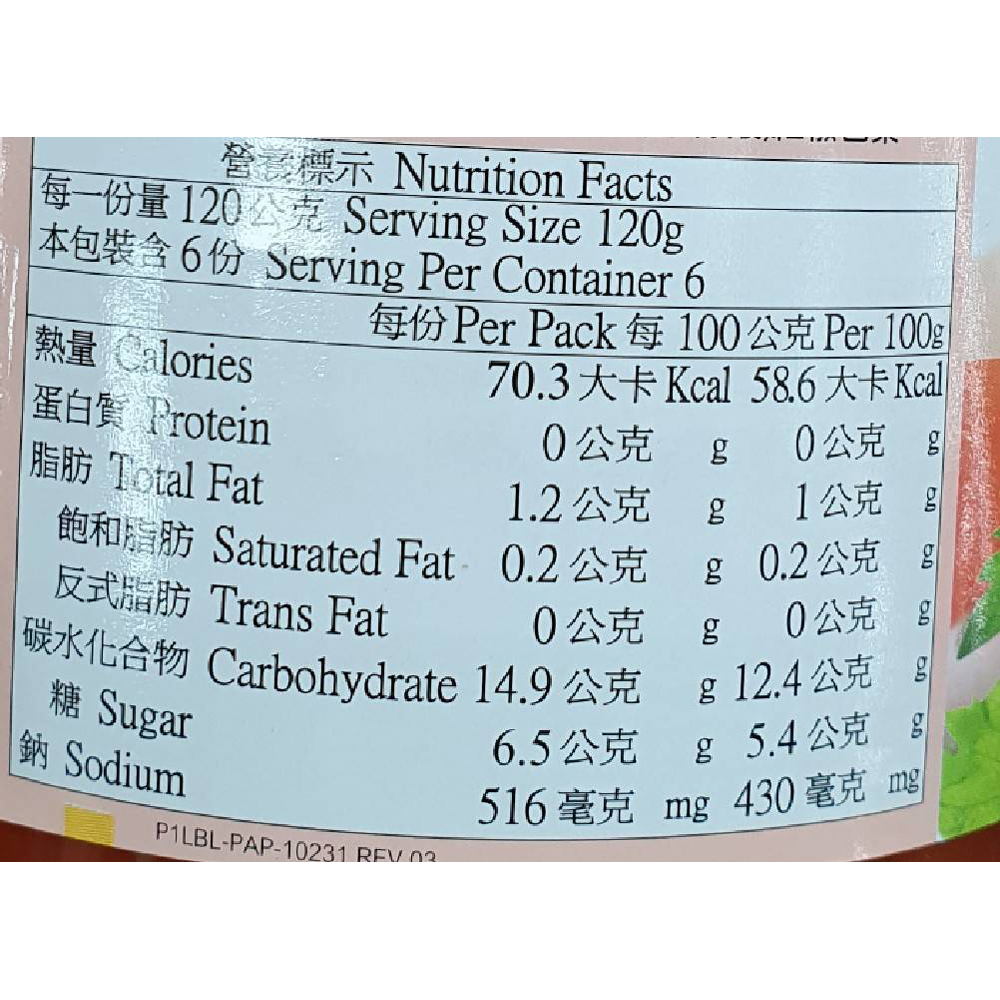 營養標示 Nutrition Facts
每一份量 120公克 Serving Size 120g
本包裝含 6份 Serving Per Container 6
每份 Per Pack 每 100公克 Per 100g
熱量 Calories 70.3 大卡 Kcal 58.6 大卡 Kcal
蛋白質 Protein 0 公克 g 0 公克 g
脂肪 Total Fat 1.2 公克 g 1 公克 g
飽和脂肪 Saturated Fat 0.2 公克 g 0.2 公克 g
反式脂肪 Trans Fat 0 公克 g 0 公克 g
碳水化合物 Carbohydrate 14.9 公克 g 12.4 公克 g
糖 Sugar 6.5 公克 g 5.4 公克 g
鈉 Sodium 516 毫克 mg 430 毫克 mg
P1LBL-PAP-10231 REV 03